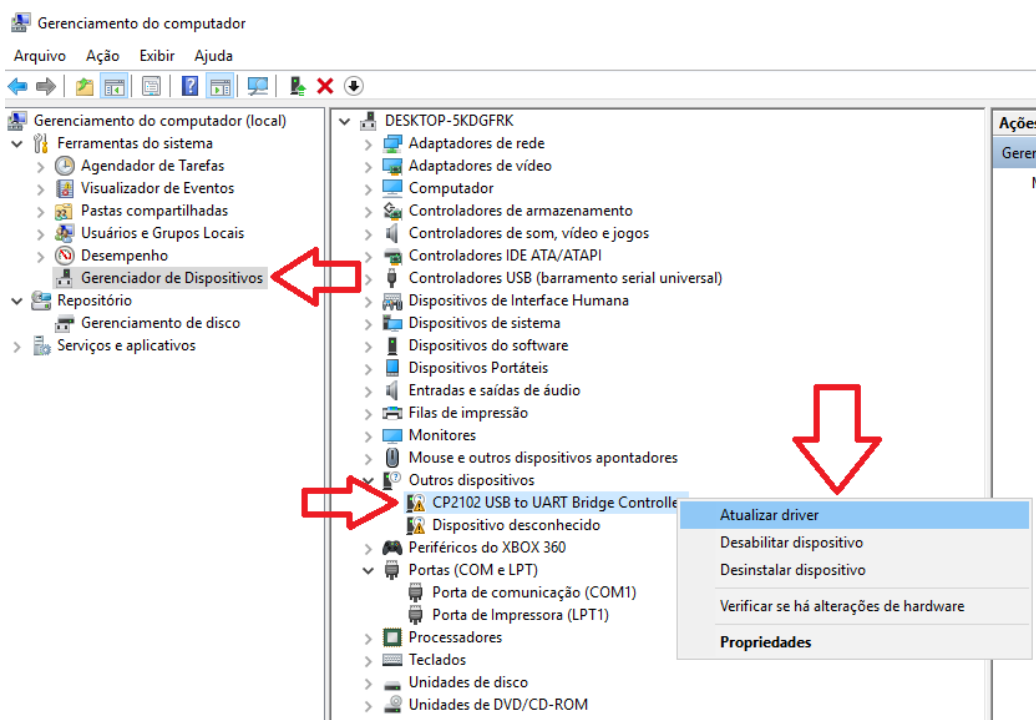 Gerenciamento do computador
Arquivo Ação Exibir Ajuda
Gerenciamento do computador (local)
Ferramentas do sistema
Agendador de Tarefas
Visualizador de Eventos
Pastas compartilhadas
Usuários e Grupos Locais
Desempenho
Gerenciador de Dispositivos
Repositório
Gerenciamento de disco
Serviços e aplicativos
DESKTOP-5KDGFRK
Adaptadores de rede
Adaptadores de vídeo
Computador
Controladores de armazenamento
Controladores de som, vídeo e jogos
Controladores IDE ATA/ATAPI
Controladores USB (barramento serial universal)
Dispositivos de Interface Humana
Dispositivos de sistema
Dispositivos do software
Dispositivos Portáteis
Entradas e saídas de áudio
Filas de impressão
Monitores
Mouse e outros dispositivos apontadores
Outros dispositivos
CP2102 USB to UART Bridge Controlle
Dispositivo desconhecido
Periféricos do XBOX 360
Portas (COM e LPT)
Porta de comunicação (COM1)
Porta de Impressora (LPT1)
Processadores
Teclados
Unidades de disco
Unidades de DVD/CD-ROM
Atualizar driver
Desabilitar dispositivo
Desinstalar dispositivo
Verificar se há alterações de hardware
Propriedades
Ações
Geren